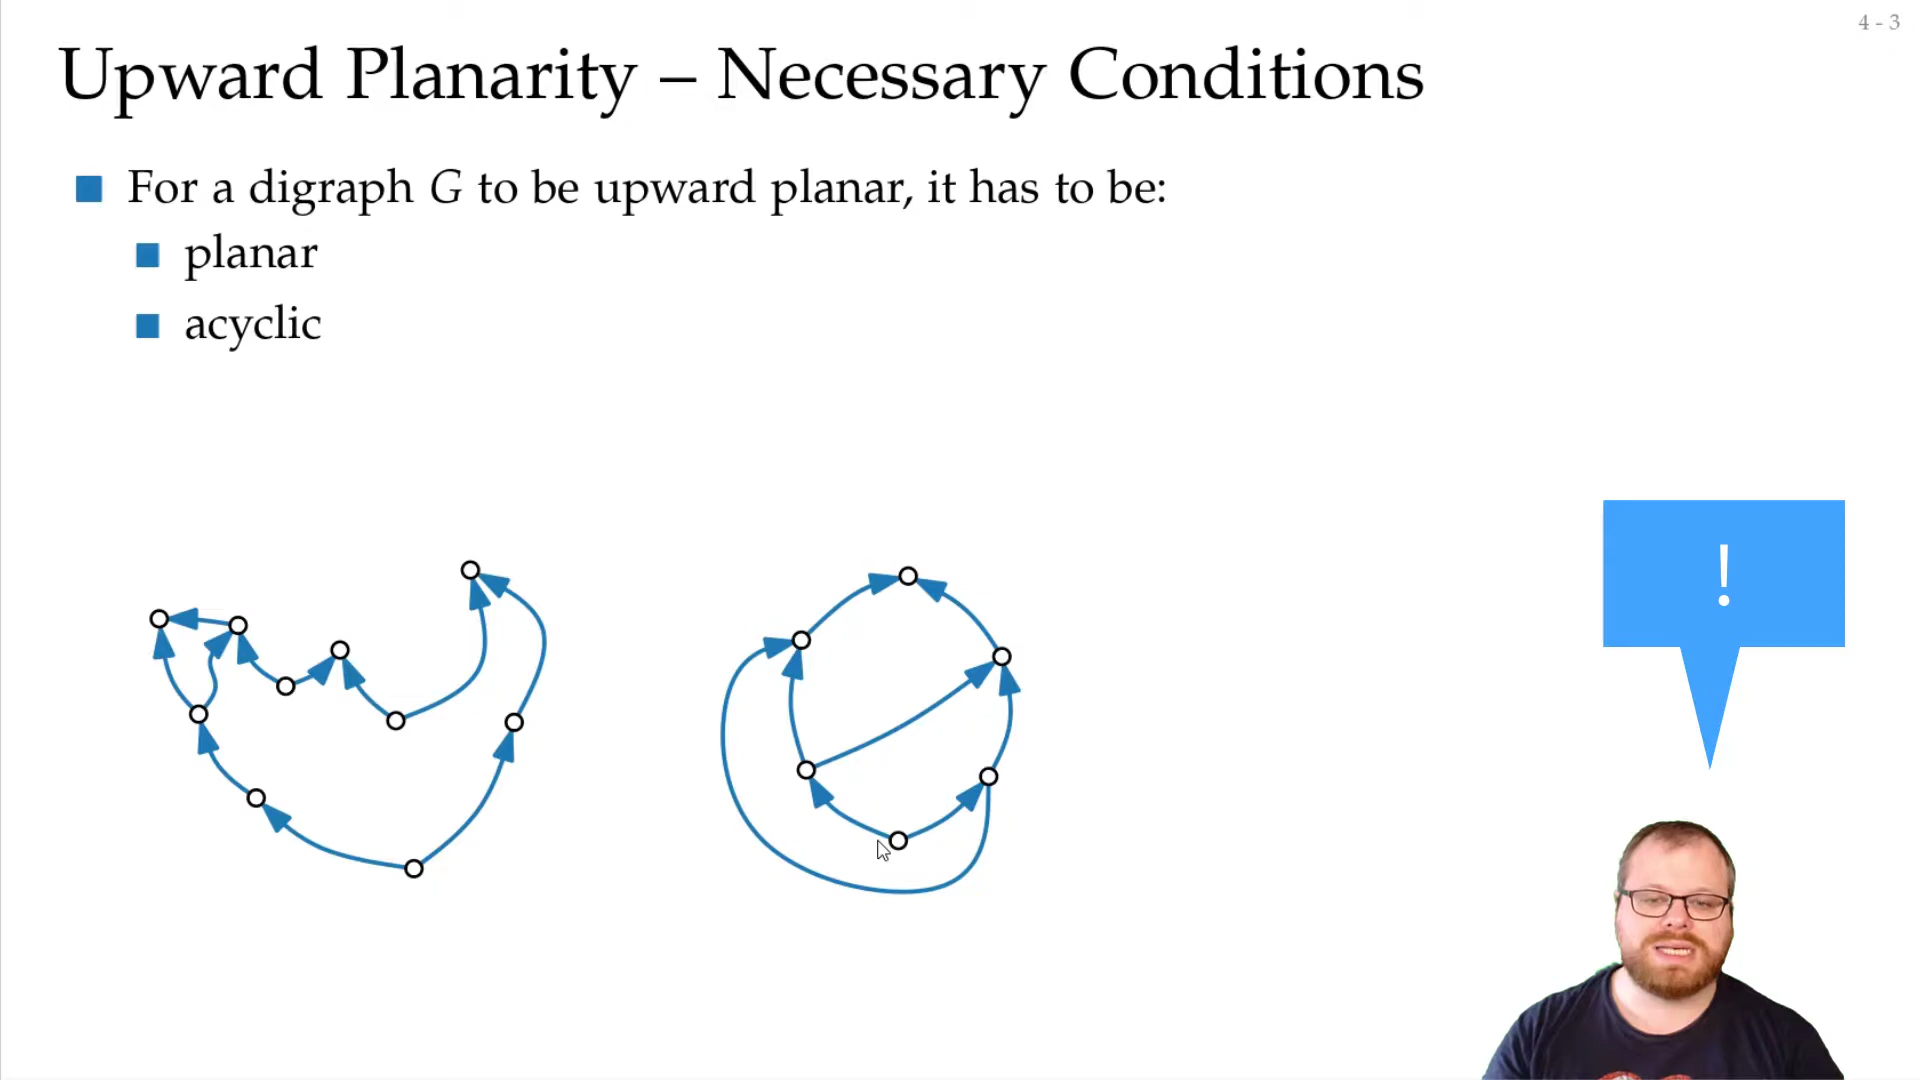 4 - 3
Upward Planarity – Necessary Conditions
For a digraph G to be upward planar, it has to be:
planar
acyclic
!